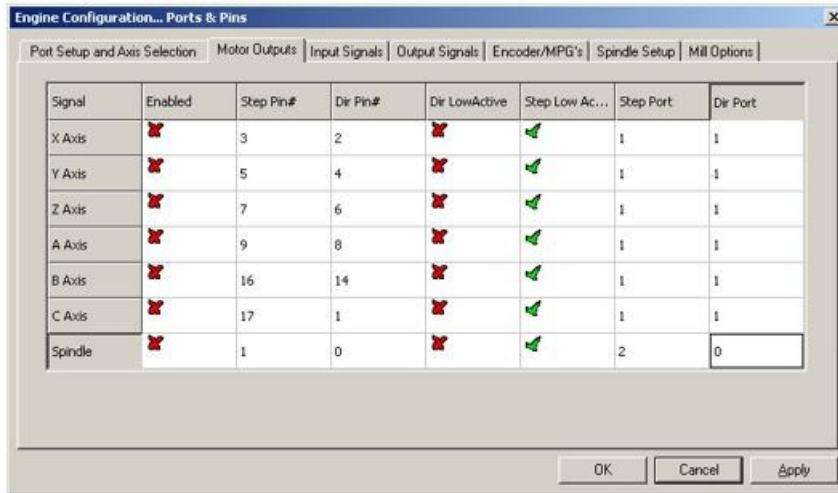 Engine Configuration... Ports & Pins
Port Setup and Axis Selection Motor Outputs Input Signals Output Signals Encoder/MPG's Spindle Setup Mill Options
Signal Enabled Step Pin# Dir Pin# Dir LowActive Step Low Ac... Step Port Dir Port
X Axis 3 2 1 1
Y Axis 5 4 1 1
Z Axis 7 6 1 1
A Axis 9 8 1 1
B Axis 16 14 1 1
C Axis 17 1 1 1
Spindle 1 0 2 0
OK Cancel Apply